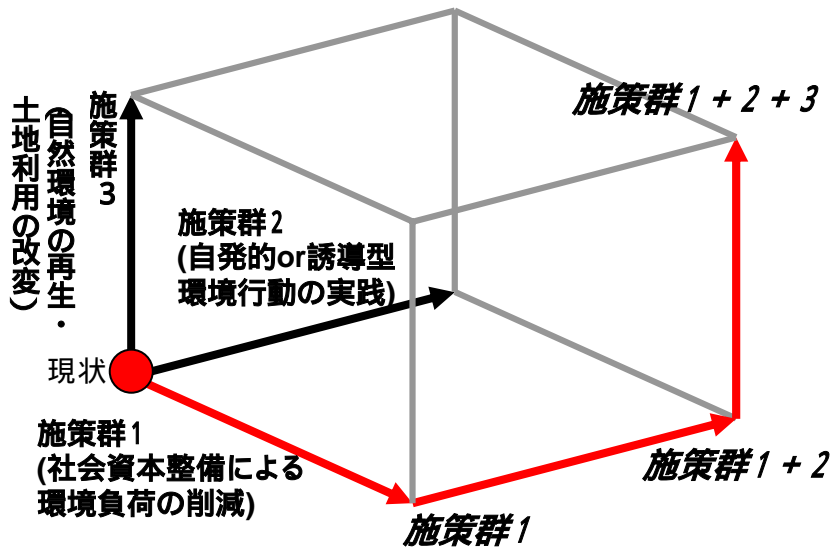 施策群3
(自然環境の再生・
土地利用の改変)
施策群1+2+3
施策群2
(自発的or誘導型
環境行動の実践)
現状
施策群1
(社会資本整備による
環境負荷の削減)
施策群1+2
施策群1